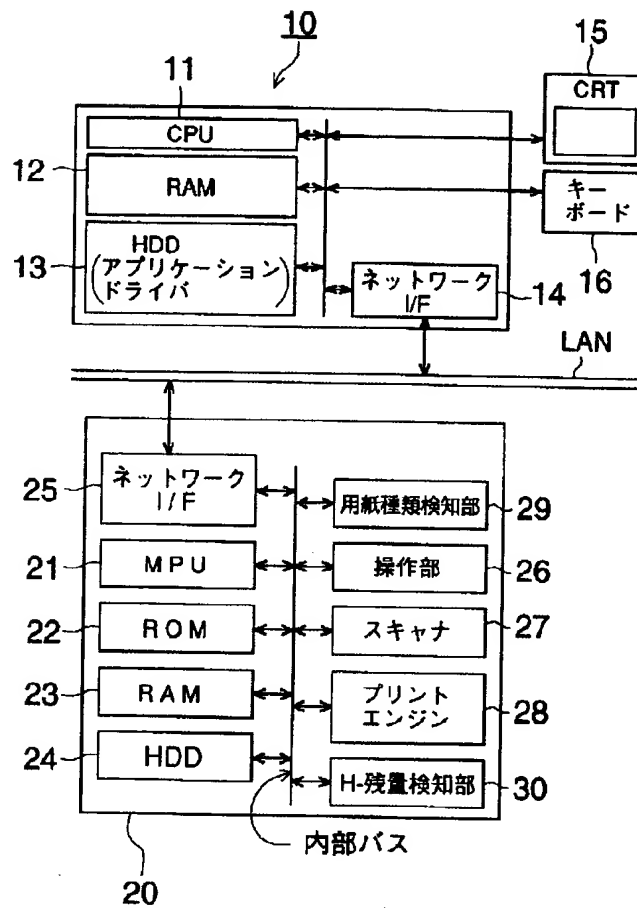 10
15
11
CRT
CPU
12
RAM
キー
ボード
HDD
13
アプリケーション
ドライバ
16
ネットワーク
I/F
14
LAN
25
ネットワーク
I/F
用紙種類検知部
29
21
MPU
操作部
26
22
ROM
スキャナ
27
23
RAM
プリント
エンジン
28
24
HDD
H-残量検知部
30
内部バス
20